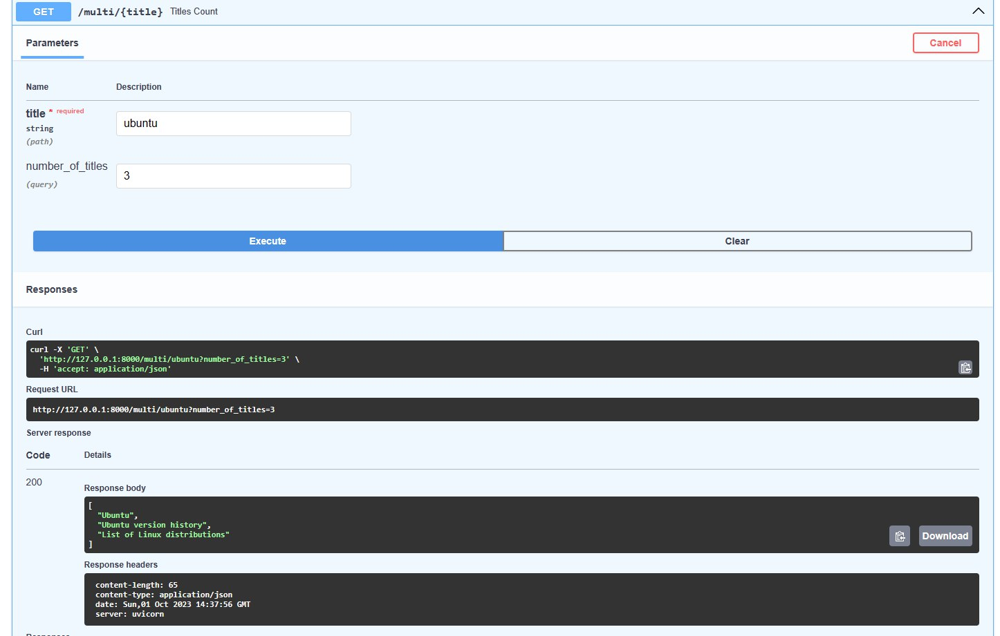 GET /multi/{title} Titles Count
Parameters
Cancel
Name Description
title * required
string
(path)
ubuntu
number_of_titles
(query)
3
Execute Clear
Responses
Curl
curl -X 'GET' \
  'http://127.0.0.1:8000/multi/ubuntu?number_of_titles=3' \
  -H 'accept: application/json'
Request URL
http://127.0.0.1:8000/multi/ubuntu?number_of_titles=3
Server response
Code Details
200
Response body
[
  "Ubuntu",
  "Ubuntu version history",
  "List of Linux distributions"
]
Download
Response headers
content-length: 65
content-type: application/json
date: Sun,01 Oct 2023 14:37:56 GMT
server: uvicorn
Responses